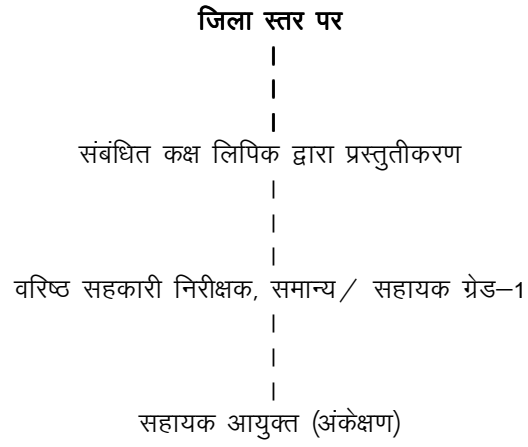 जिला स्तर पर
संबंधित कक्ष लिपिक द्वारा प्रस्तुतीकरण
वरिष्ठ सहकारी निरीक्षक, समान्य / सहायक ग्रेड–1
सहायक आयुक्त (अंकेक्षण)